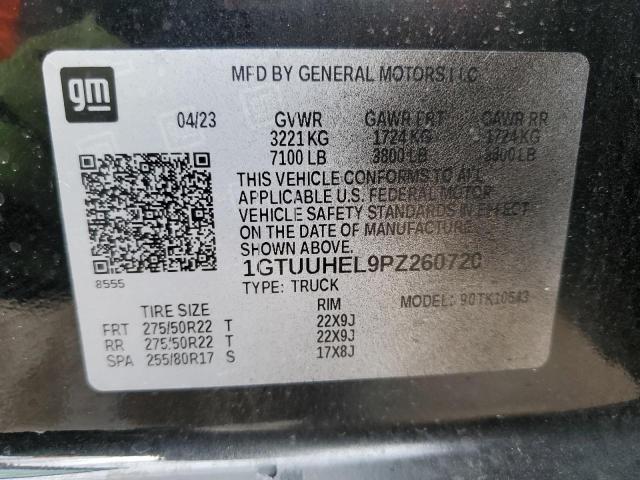 gm
MFD BY GENERAL MOTORS LLC
04/23 GVWR GAWR FRT GAWR RR
3221 KG 1724 KG 1724 KG
7100 LB 3800 LB 3800 LB
THIS VEHICLE CONFORMS TO ALL
APPLICABLE U.S. FEDERAL MOTOR
VEHICLE SAFETY STANDARDS IN EFFECT
ON THE DATE OF MANUFACTURE
SHOWN ABOVE.
8555
1GTUUHEL9PZ260720
TYPE: TRUCK MODEL: 90TK10543
TIRE SIZE RIM
FRT 275/50R22 T 22X9J
RR 275/50R22 T 22X9J
SPA 255/80R17 S 17X8J